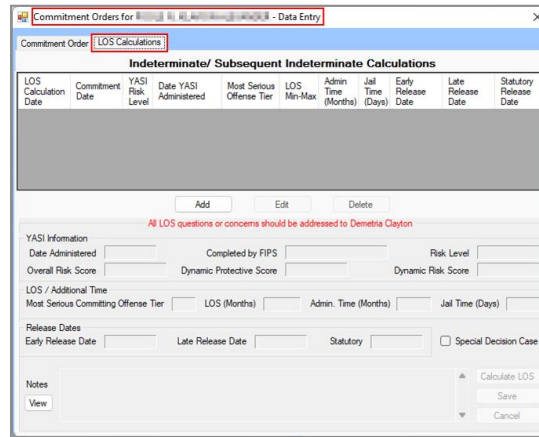 Commitment Orders for - Data Entry
Commitment Order LOS Calculations
Indeterminate/ Subsequent Indeterminate Calculations
LOS Calculation Date
Commitment Date
YASI Risk Level
Date YASI Administered
Most Serious Offense Tier
LOS Min-Max
Admin Time (Months)
Jail Time (Days)
Early Release Date
Late Release Date
Statutory Release Date
Add Edit Delete
All LOS questions or concerns should be addressed to Demetria Clayton
YASI Information
Date Administered Completed by FIPS Risk Level
Overall Risk Score Dynamic Protective Score Dynamic Risk Score
LOS / Additional Time
Most Serious Committing Offense Tier LOS (Months) Admin. Time (Months) Jail Time (Days)
Release Dates
Early Release Date Late Release Date Statutory Special Decision Case
Notes
View
Calculate LOS
Save
Cancel